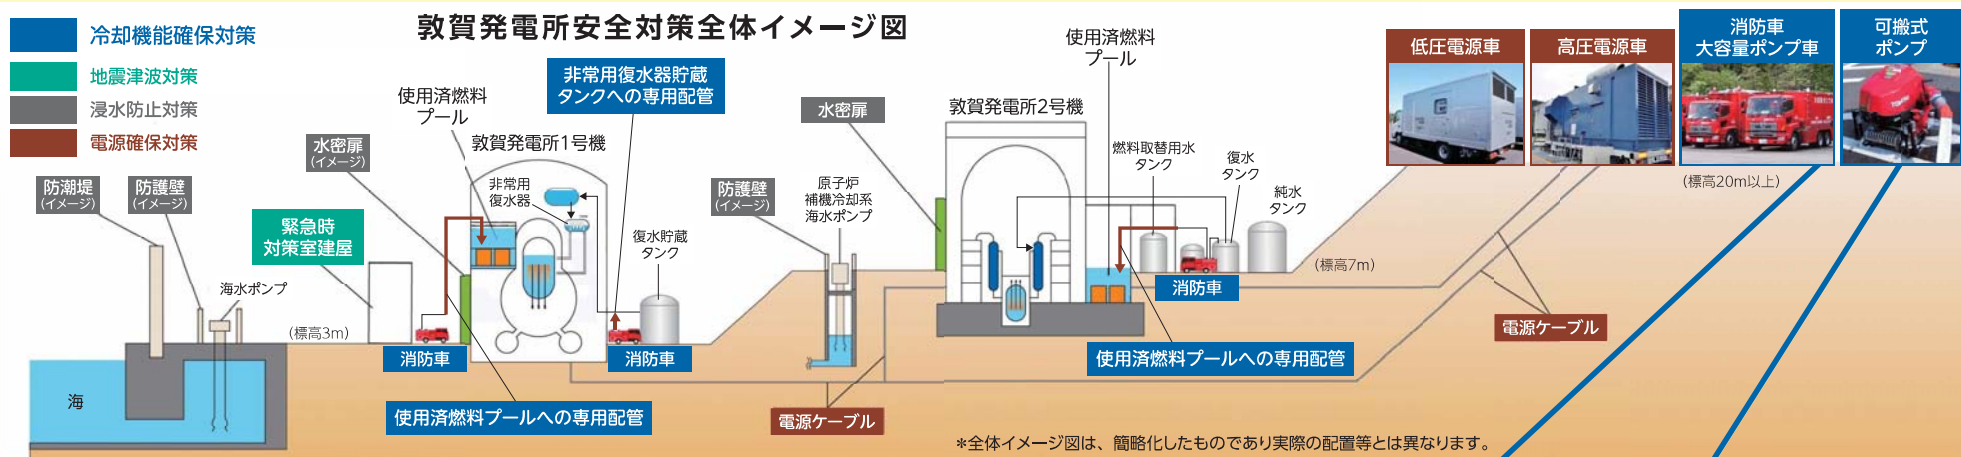 敦賀発電所安全対策全体イメージ図
冷却機能確保対策
地震津波対策
浸水防止対策
電源確保対策
防潮堤
(イメージ)
防護壁
(イメージ)
海水ポンプ
海
緊急時
対策室建屋
(標高3m)
水密扉
(イメージ)
使用済燃料
プール
敦賀発電所1号機
非常用
復水器
非常用復水器貯蔵
タンクへの専用配管
復水貯蔵
タンク
消防車
消防車
使用済燃料プールへの専用配管
防護壁
(イメージ)
原子炉
補機冷却系
海水ポンプ
水密扉
電源ケーブル
敦賀発電所2号機
使用済燃料
プール
燃料取替用水
タンク
復水
タンク
純水
タンク
消防車
(標高7m)
使用済燃料プールへの専用配管
電源ケーブル
低圧電源車
高圧電源車
消防車
大容量ポンプ車
可搬式
ポンプ
(標高20m以上)
*全体イメージ図は、簡略化したものであり実際の配置等とは異なります。